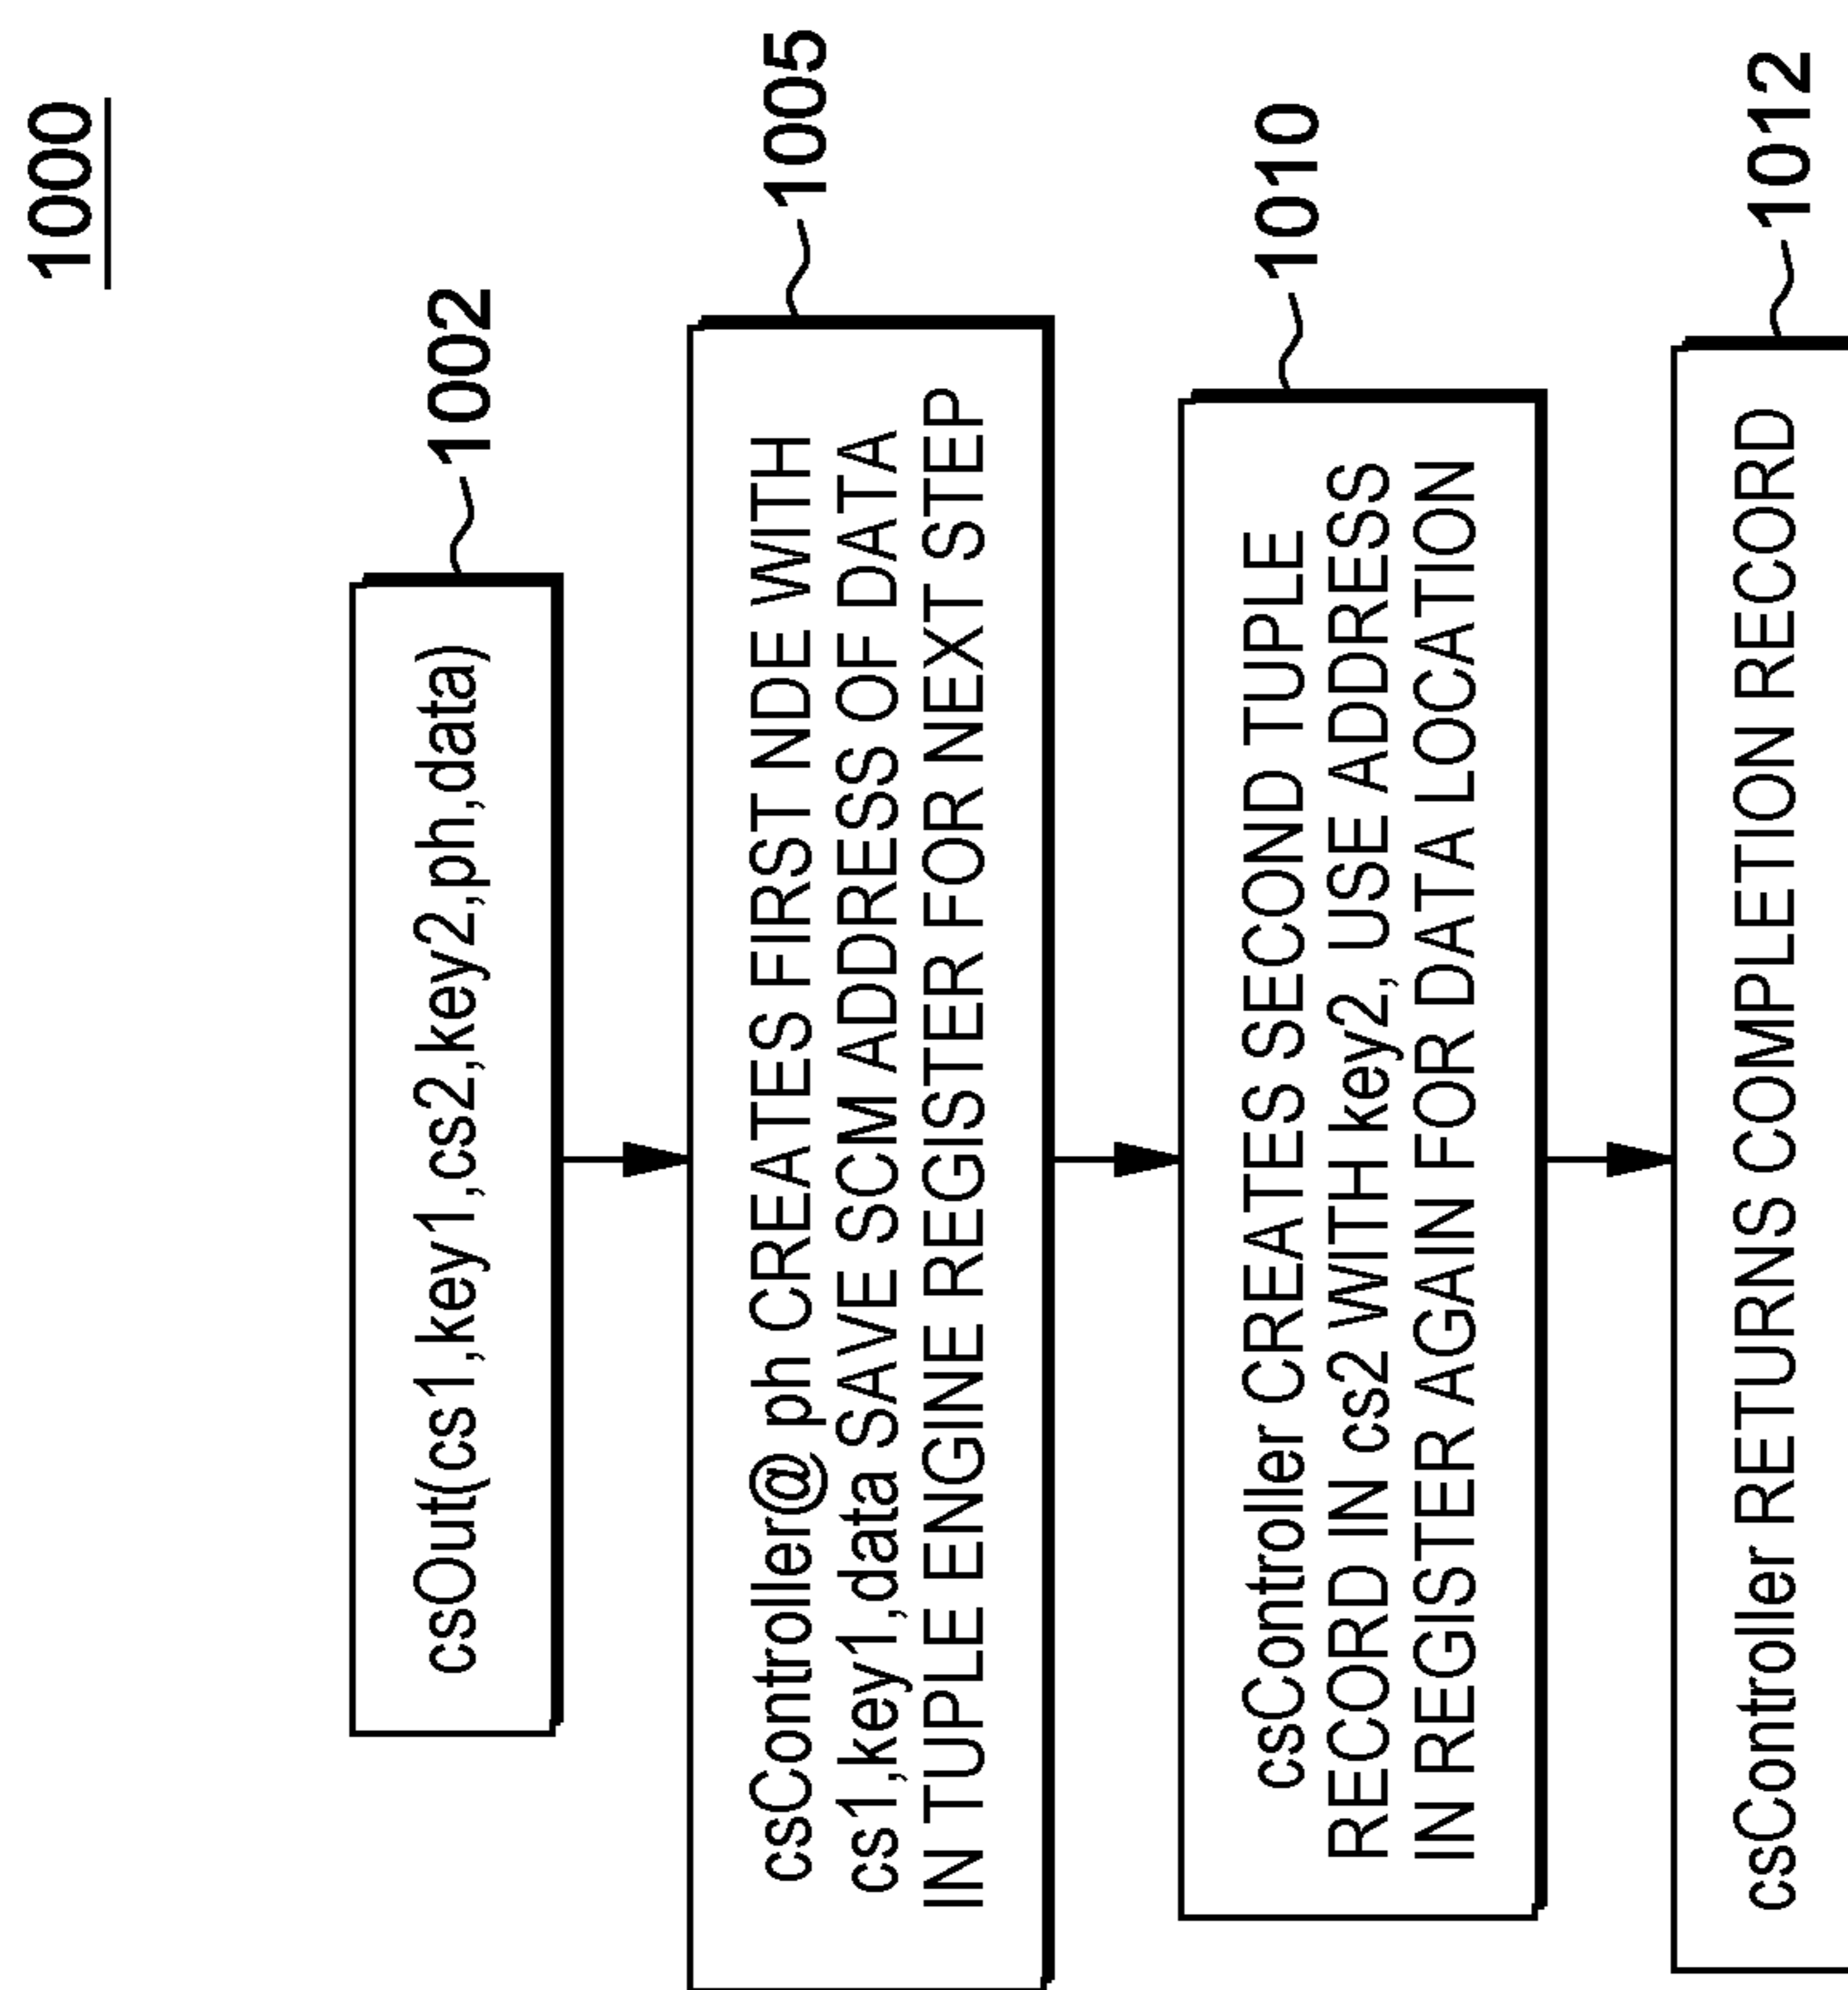 1000
csOut(cs1,key1,cs2,key2,ph,data)
1002
csController@ ph CREATES FIRST NDE WITH
cs1,key1,data SAVE SCM ADDRESS OF DATA
IN TUPLE ENGINE REGISTER FOR NEXT STEP
1005
csController CREATES SECOND TUPLE
RECORD IN cs2 WITH key2, USE ADDRESS
IN REGISTER AGAIN FOR DATA LOCATION
1010
csController RETURNS COMPLETION RECORD
1012